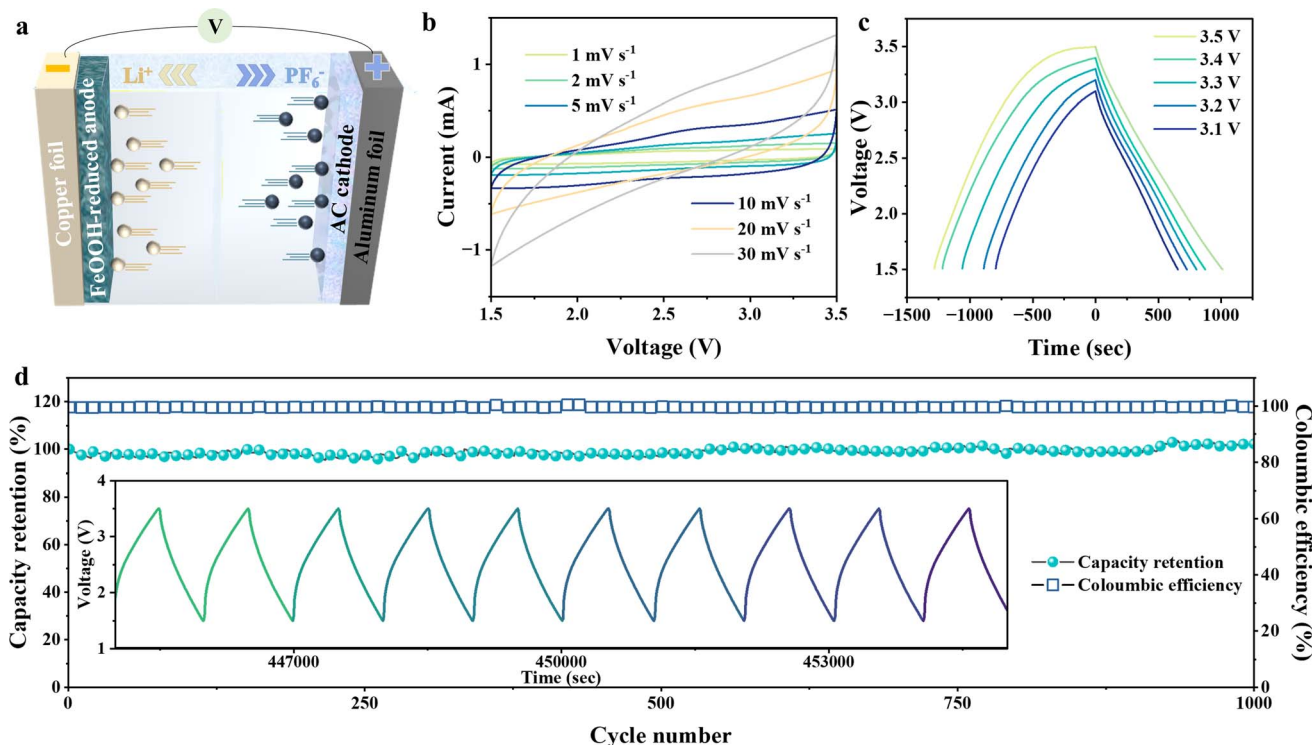 a
V
Li⁺
PF₆⁻
Copper foil
FeOOH-reduced anode
AC cathode
Aluminum foil
b
1 mV s⁻¹
2 mV s⁻¹
5 mV s⁻¹
10 mV s⁻¹
20 mV s⁻¹
30 mV s⁻¹
Current (mA)
1
0
−1
1.5
2.0
2.5
3.0
3.5
Voltage (V)
c
3.5 V
3.4 V
3.3 V
3.2 V
3.1 V
Voltage (V)
3.5
3.0
2.5
2.0
1.5
−1500
−1000
−500
0
500
1000
Time (sec)
d
Capacity retention (%)
120
100
80
60
40
20
0
Voltage (V)
4
3
2
1
447000
450000
453000
Time (sec)
Capacity retention
Coloumbic efficiency
100
80
60
40
20
0
Coloumbic efficiency (%)
0
250
500
750
1000
Cycle number